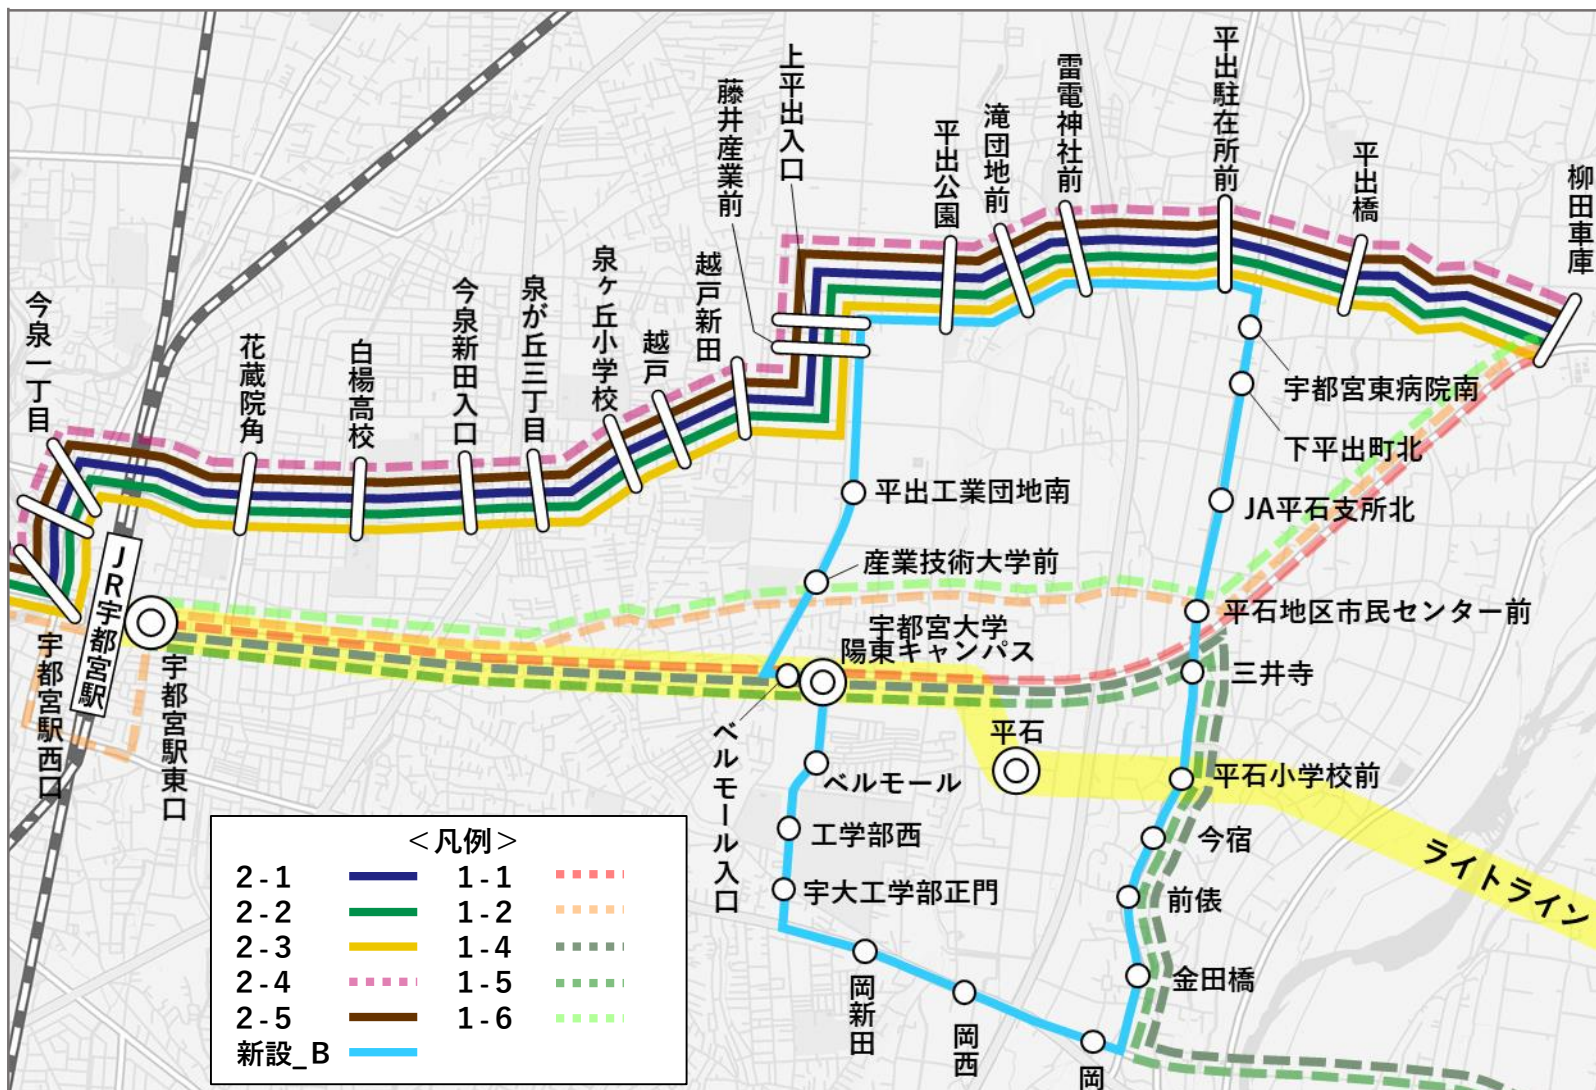 今泉一丁目
花蔵院角
白楊高校
今泉新田入口
泉が丘三丁目
泉ヶ丘小学校
越戸
越戸新田
藤井産業前
上平出入口
平出公園
滝団地前
雷電神社前
平出駐在所前
平出橋
柳田車庫
宇都宮東病院南
下平出町北
JA平石支所北
平出工業団地南
産業技術大学前
平石地区市民センター前
三井寺
宇都宮大学
陽東キャンパス
JR宇都宮駅
宇都宮駅西口
宇都宮駅東口
ベルモール入口
平石
ベルモール
平石小学校前
工学部西
今宿
ライトライン
宇大工学部正門
前俵
金田橋
岡新田
岡西
岡
＜凡例＞
2-1 1-1
2-2 1-2
2-3 1-4
2-4 1-5
2-5 1-6
新設_B